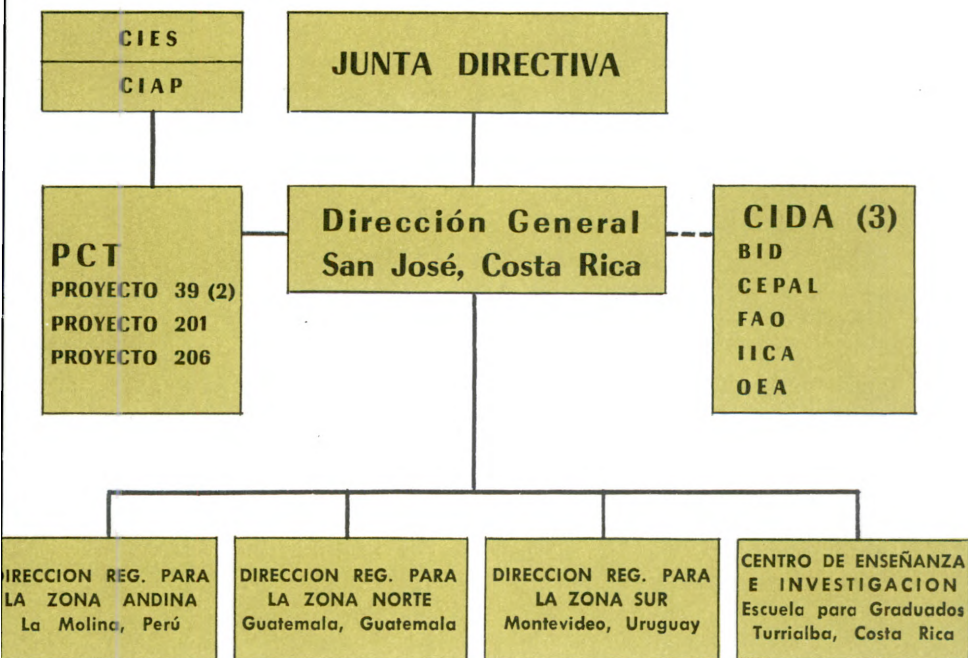 CIES
CIAP
JUNTA DIRECTIVA
PCT
PROYECTO 39 (2)
PROYECTO 201
PROYECTO 206
Dirección General
San José, Costa Rica
CIDA (3)
BID
CEPAL
FAO
IICA
OEA
DIRECCION REG. PARA
LA ZONA ANDINA
La Molina, Perú
DIRECCION REG. PARA
LA ZONA NORTE
Guatemala, Guatemala
DIRECCION REG. PARA
LA ZONA SUR
Montevideo, Uruguay
CENTRO DE ENSEÑANZA
E INVESTIGACION
Escuela para Graduados
Turrialba, Costa Rica